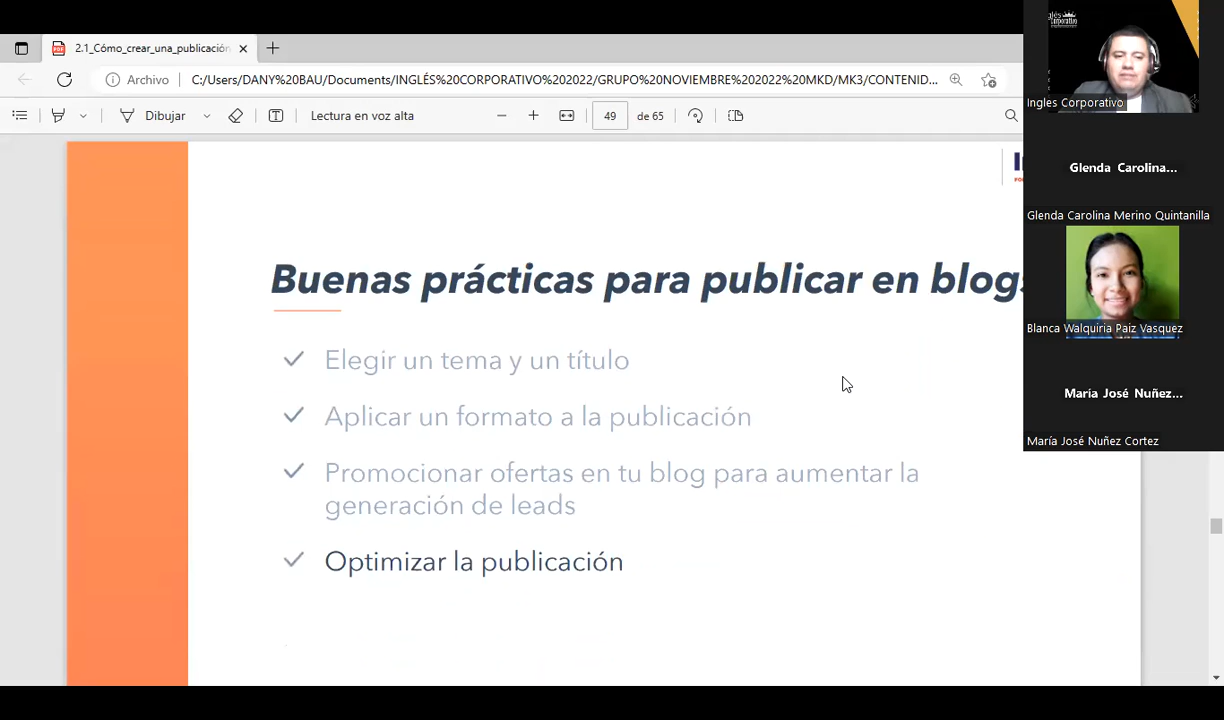 2.1_Cómo_crear_una_publicación
Archivo
C:/Users/DANY%20BAU/Documents/INGLÉS%20CORPORATIVO%202022/GRUPO%20NOVIEMBRE%202022%20MKD/MK3/CONTENID...
Dibujar
Lectura en voz alta
49
de 65
Buenas prácticas para publicar en blogs
Elegir un tema y un título
Aplicar un formato a la publicación
Promocionar ofertas en tu blog para aumentar la
generación de leads
Optimizar la publicación
Ingles Corporativo
Glenda Carolina...
Glenda Carolina Merino Quintanilla
Blanca Walquiria Paiz Vasquez
María José Nuñez...
María José Nuñez Cortez